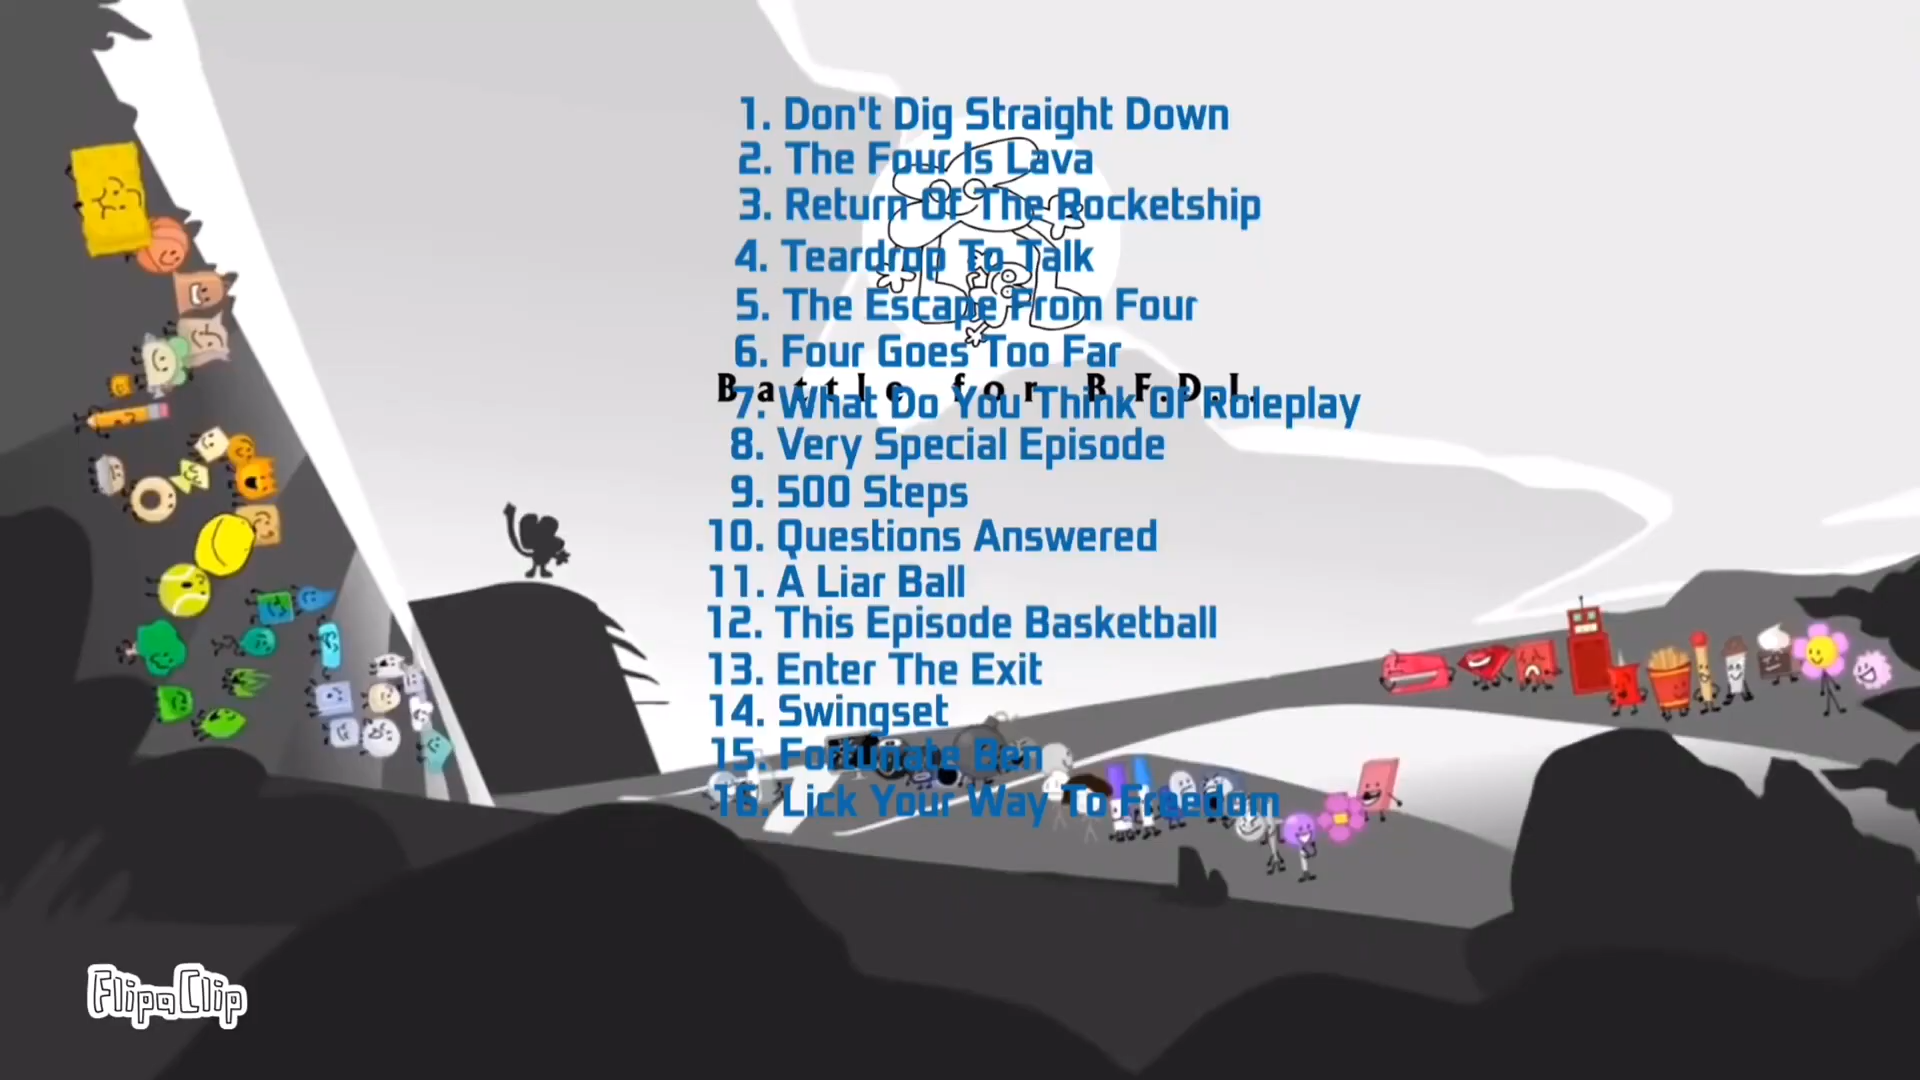 1. Don't Dig Straight Down
2. The Four Is Lava
3. Return Of The Rocketship
4. Teardrop To Talk
5. The Escape From Four
6. Four Goes Too Far
Battle for B.F.D.I.
7. What Do You Think Of Roleplay
8. Very Special Episode
9. 500 Steps
10. Questions Answered
11. A Liar Ball
12. This Episode Basketball
13. Enter The Exit
14. Swingset
15. Fortunate Ben
16. Lick Your Way To Freedom
FlipaClip